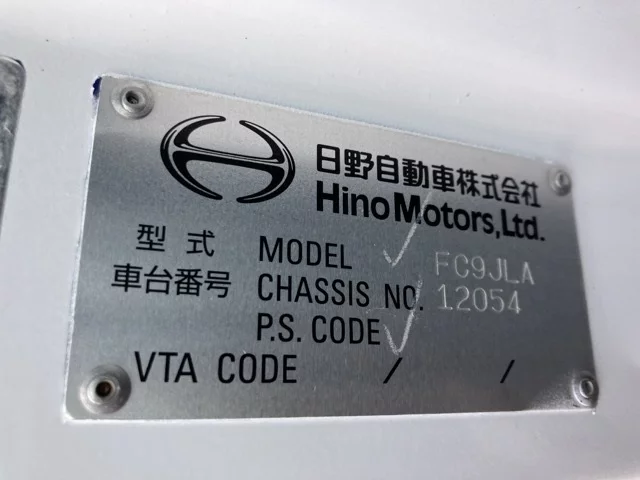 日野自動車株式会社
Hino Motors,Ltd.
型式 MODEL FC9JLA
車台番号 CHASSIS NO. 12054
P.S. CODE
VTA CODE / /